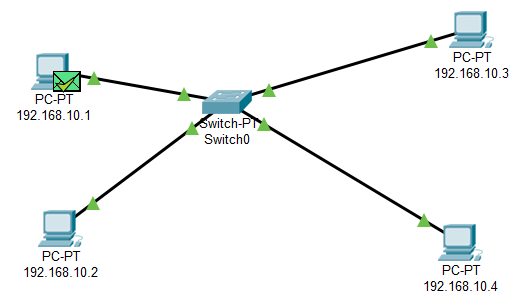 PC-PT
192.168.10.3
PC-PT
192.168.10.1
Switch-PT
Switch0
PC-PT
192.168.10.2
PC-PT
192.168.10.4